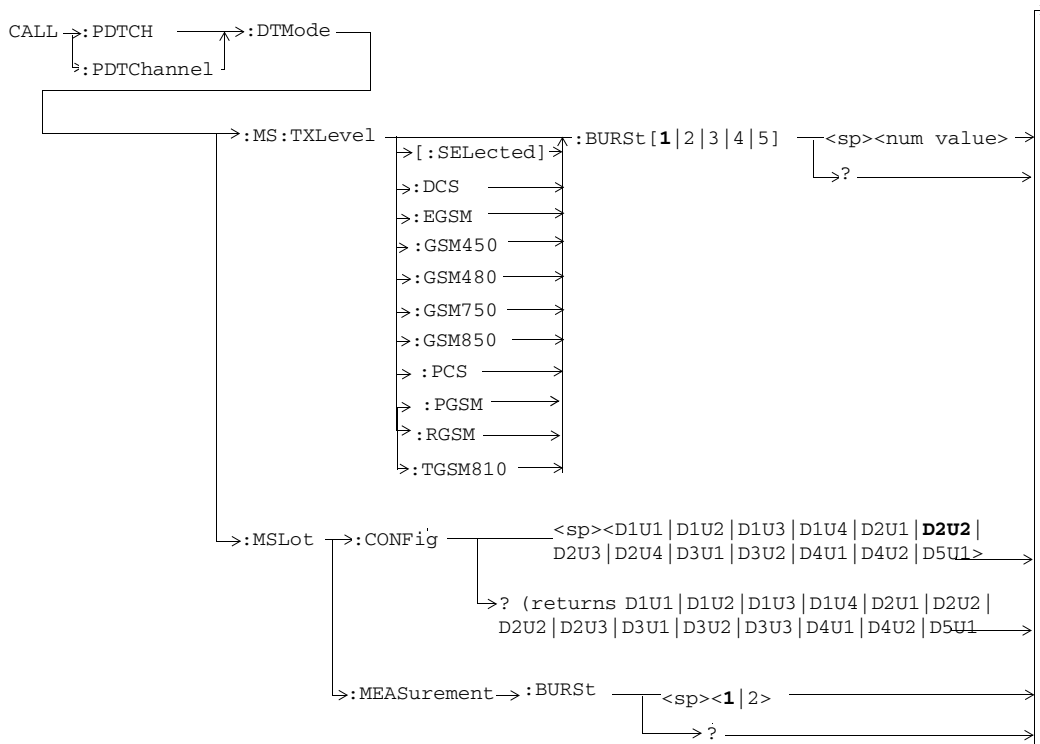 CALL :PDTCH :DTMode
:PDTChannel
:MS:TXLevel :BURSt[1|2|3|4|5] <sp><num value>
[:SELected] ?
:DCS
:EGSM
:GSM450
:GSM480
:GSM750
:GSM850
:PCS
:PGSM
:RGSM
:TGSM810
:MSLot :CONFig <sp><D1U1|D1U2|D1U3|D1U4|D2U1|D2U2|
D2U3|D2U4|D3U1|D3U2|D4U1|D4U2|D5U1>
? (returns D1U1|D1U2|D1U3|D1U4|D2U1|D2U2|
D2U2|D2U3|D3U1|D3U2|D3U3|D4U1|D4U2|D5U1
:MEASurement :BURSt <sp><1|2>
?